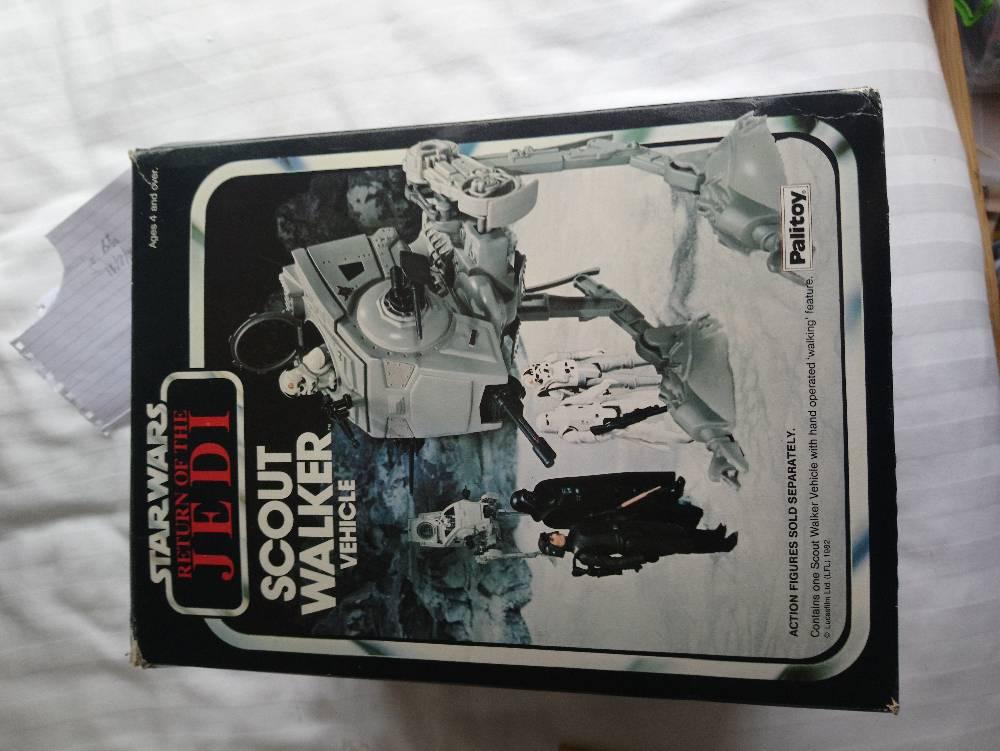 STAR WARS
RETURN OF THE
JEDI
Ages 4 and over.
SCOUT
WALKER™
VEHICLE
Palitoy®
ACTION FIGURES SOLD SEPARATELY.
Contains one Scout Walker Vehicle with hand operated 'walking' feature.
© Lucasfilm Ltd. (LFL) 1982